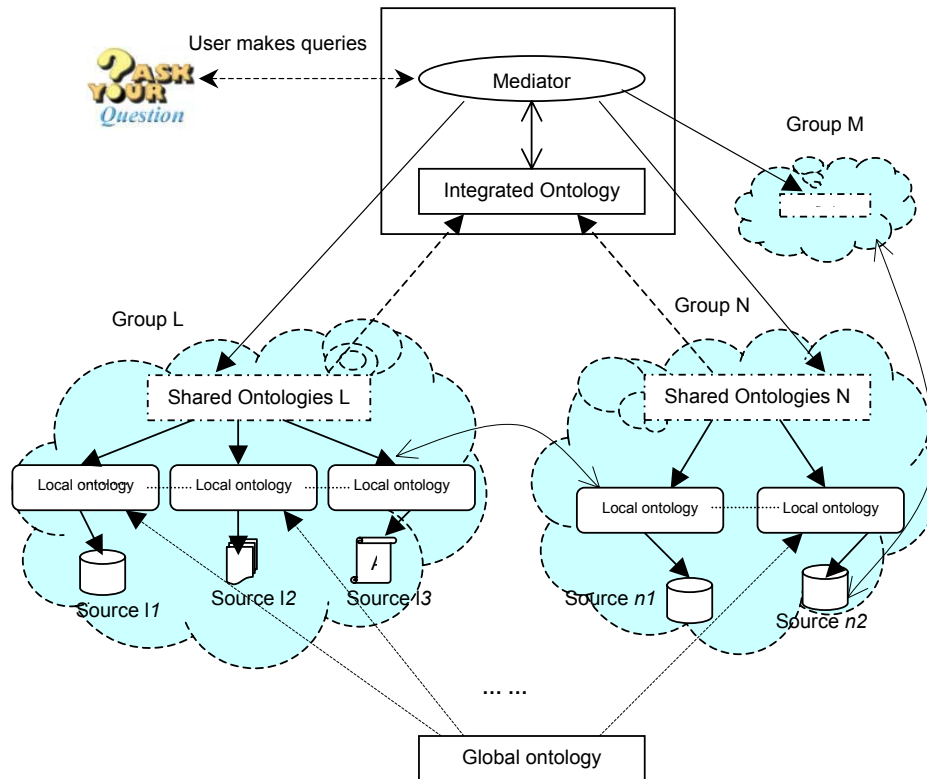 User makes queries
?ASK
YOUR
Question
Mediator
Integrated Ontology
Group M
Group L
Group N
Shared Ontologies L
Shared Ontologies N
Local ontology
Local ontology
Local ontology
Local ontology
Local ontology
Source l1
Source l2
Source l3
Source n1
Source n2
... ...
Global ontology